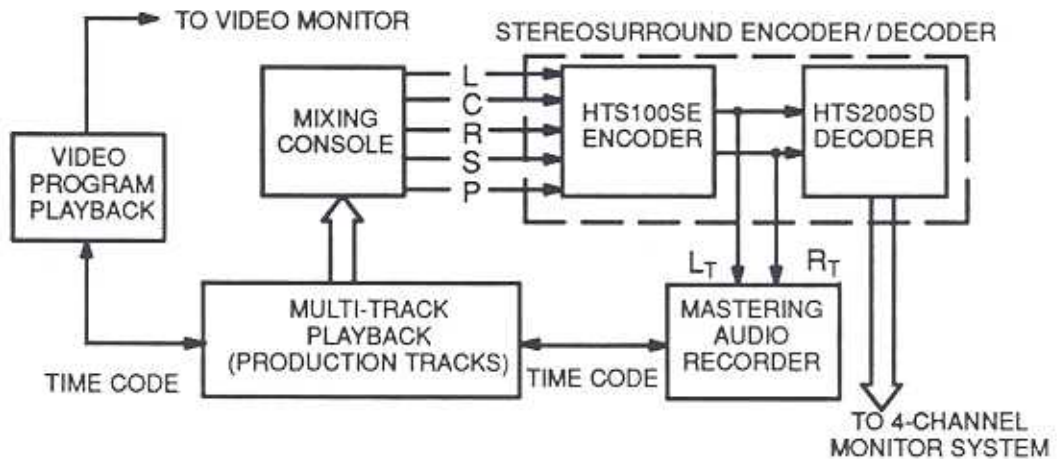 TO VIDEO MONITOR
STEREOSURROUND ENCODER/DECODER
VIDEO
PROGRAM
PLAYBACK
MIXING
CONSOLE
L
C
R
S
P
HTS100SE
ENCODER
HTS200SD
DECODER
LT
RT
MULTI-TRACK
PLAYBACK
(PRODUCTION TRACKS)
MASTERING
AUDIO
RECORDER
TIME CODE
TIME CODE
TO 4-CHANNEL
MONITOR SYSTEM